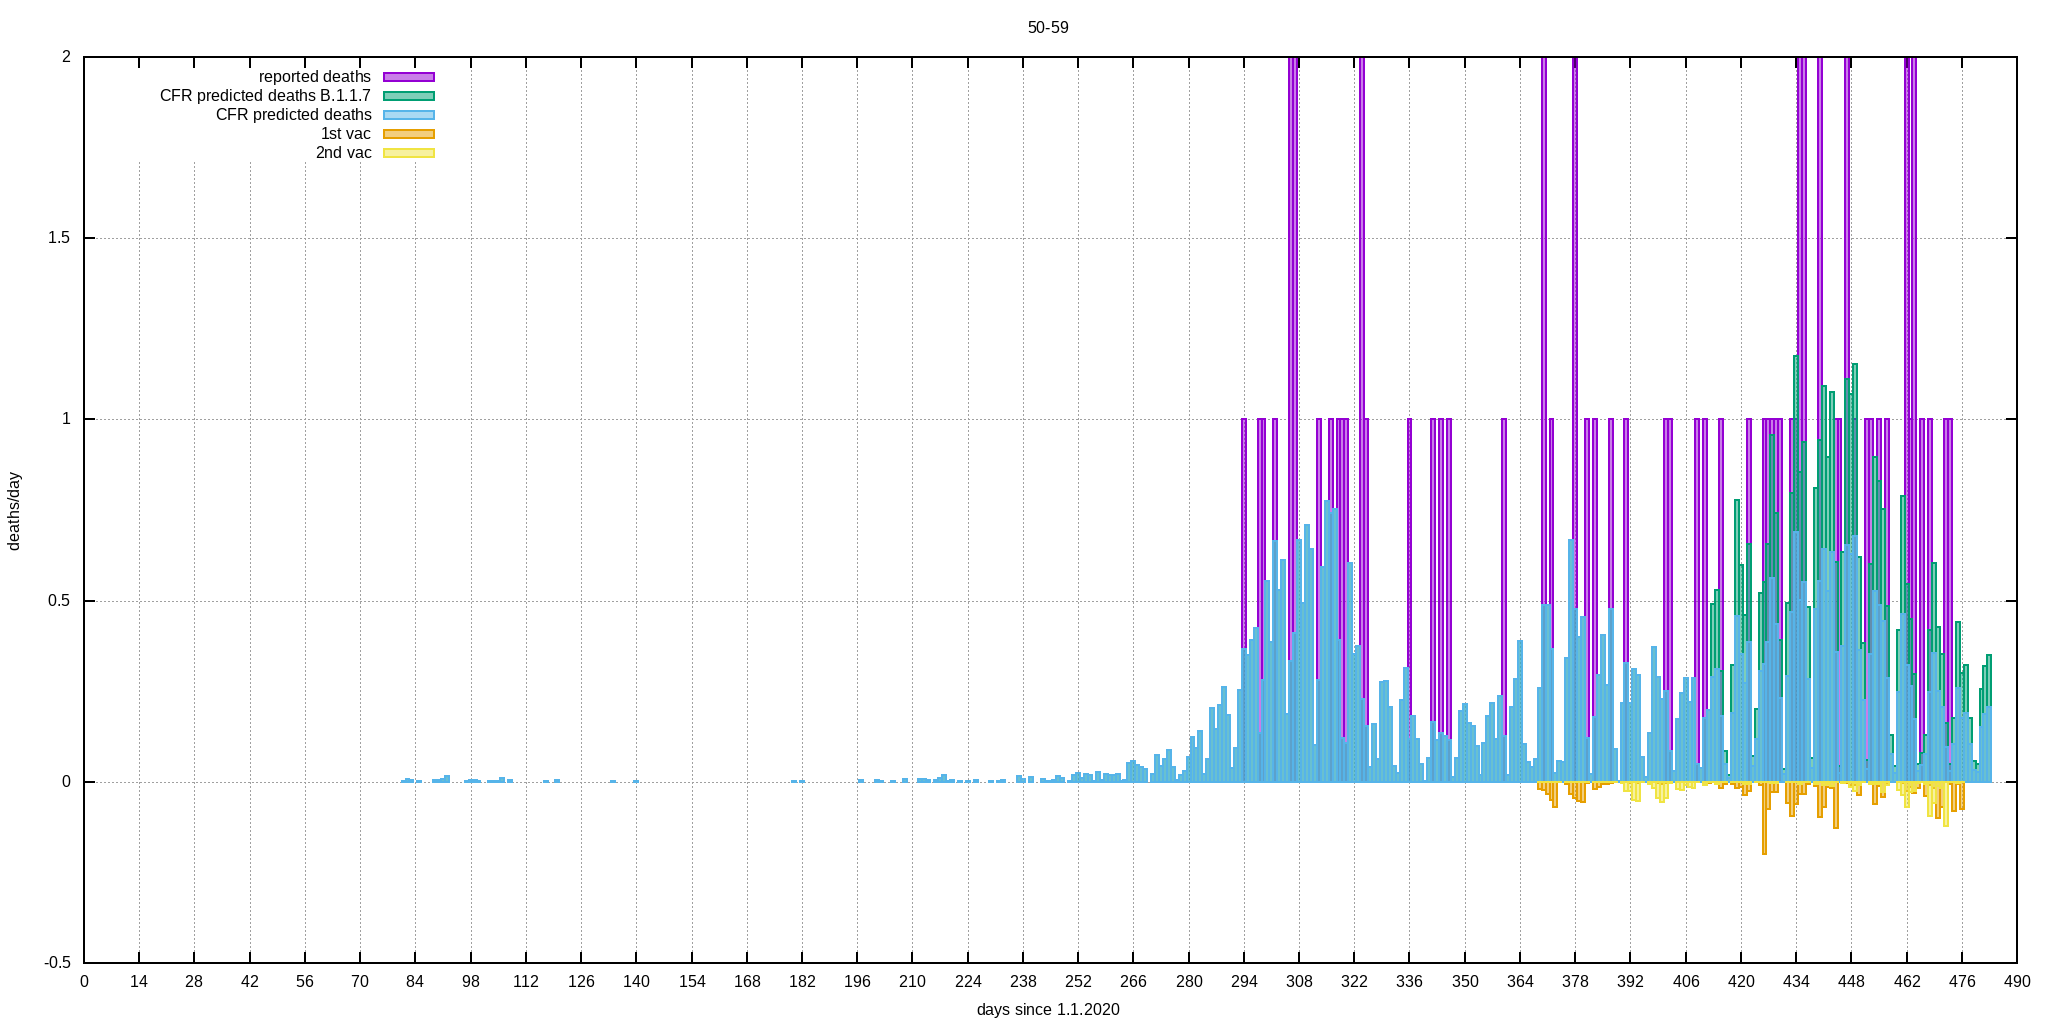 50-59
reported deaths
CFR predicted deaths B.1.1.7
CFR predicted deaths
1st vac
2nd vac
2
1.5
1
0.5
0
-0.5
deaths/day
0 14 28 42 56 70 84 98 112 126 140 154 168 182 196 210 224 238 252 266 280 294 308 322 336 350 364 378 392 406 420 434 448 462 476 490
days since 1.1.2020